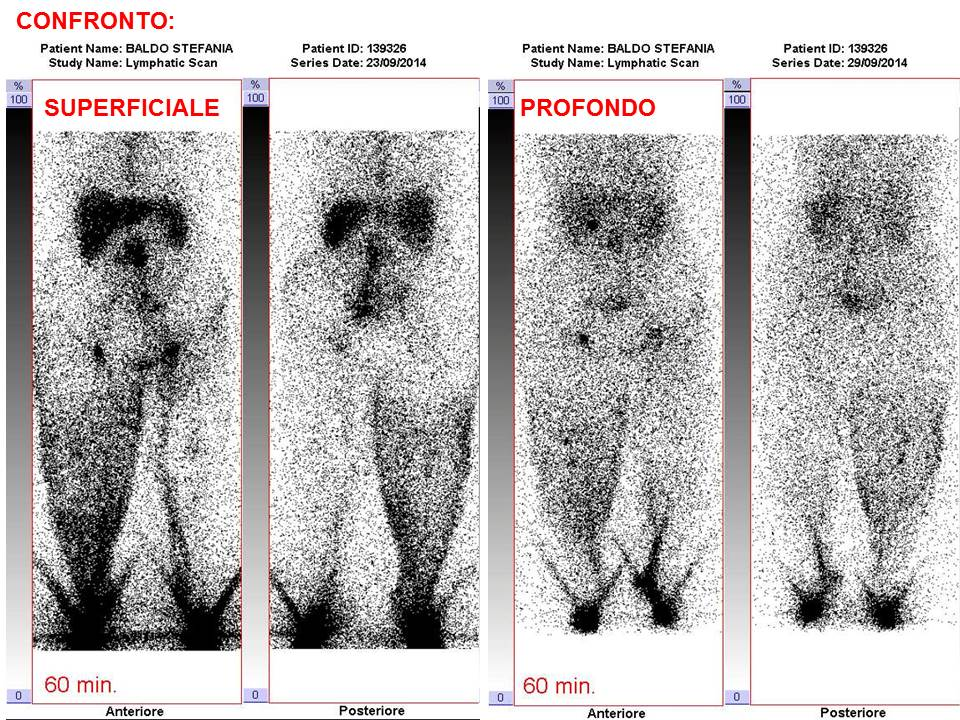 CONFRONTO:
Patient Name: BALDO STEFANIA Patient ID: 139326
Study Name: Lymphatic Scan Series Date: 23/09/2014
Patient Name: BALDO STEFANIA Patient ID: 139326
Study Name: Lymphatic Scan Series Date: 29/09/2014
% % % %
100 100 100 100
SUPERFICIALE PROFONDO
60 min. 60 min.
0 0 0 0
Anteriore Posteriore Anteriore Posteriore